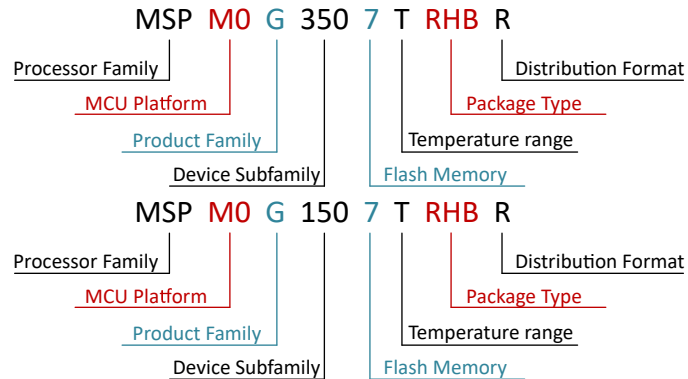 MSP M0 G 350 7 T RHB R
Processor Family Distribution Format
MCU Platform Package Type
Product Family Temperature range
Device Subfamily Flash Memory
MSP M0 G 150 7 T RHB R
Processor Family Distribution Format
MCU Platform Package Type
Product Family Temperature range
Device Subfamily Flash Memory